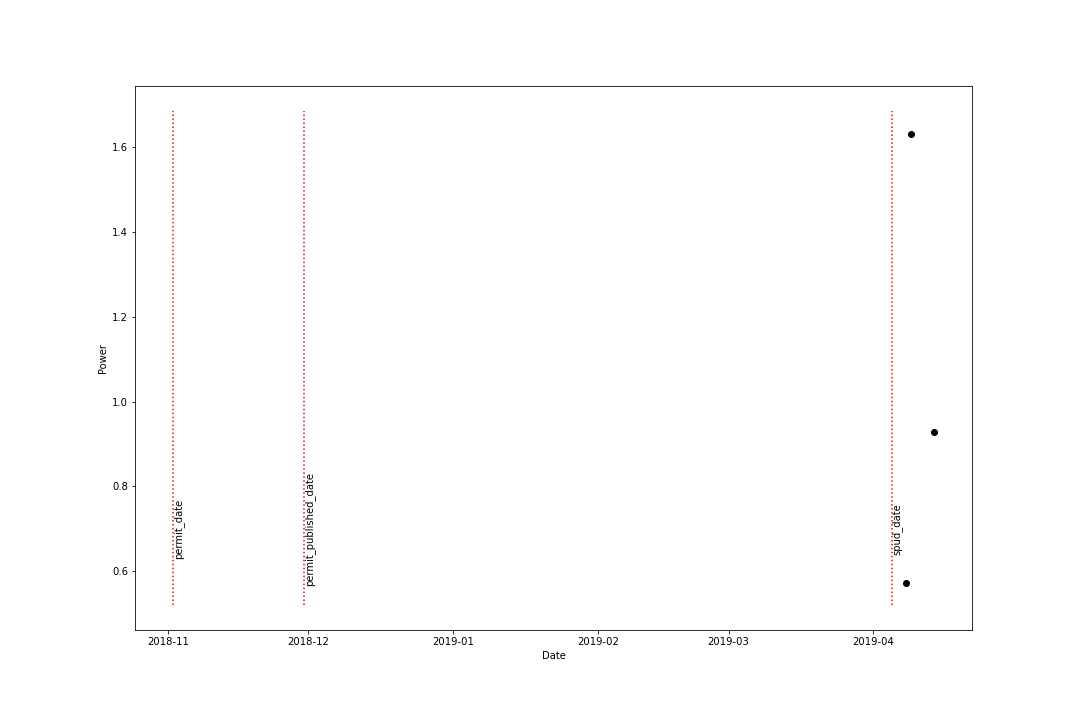 1.6
1.4
1.2
1.0
0.8
0.6
Power
permit_date
permit_published_date
spud_date
2018-11
2018-12
2019-01
2019-02
2019-03
2019-04
Date